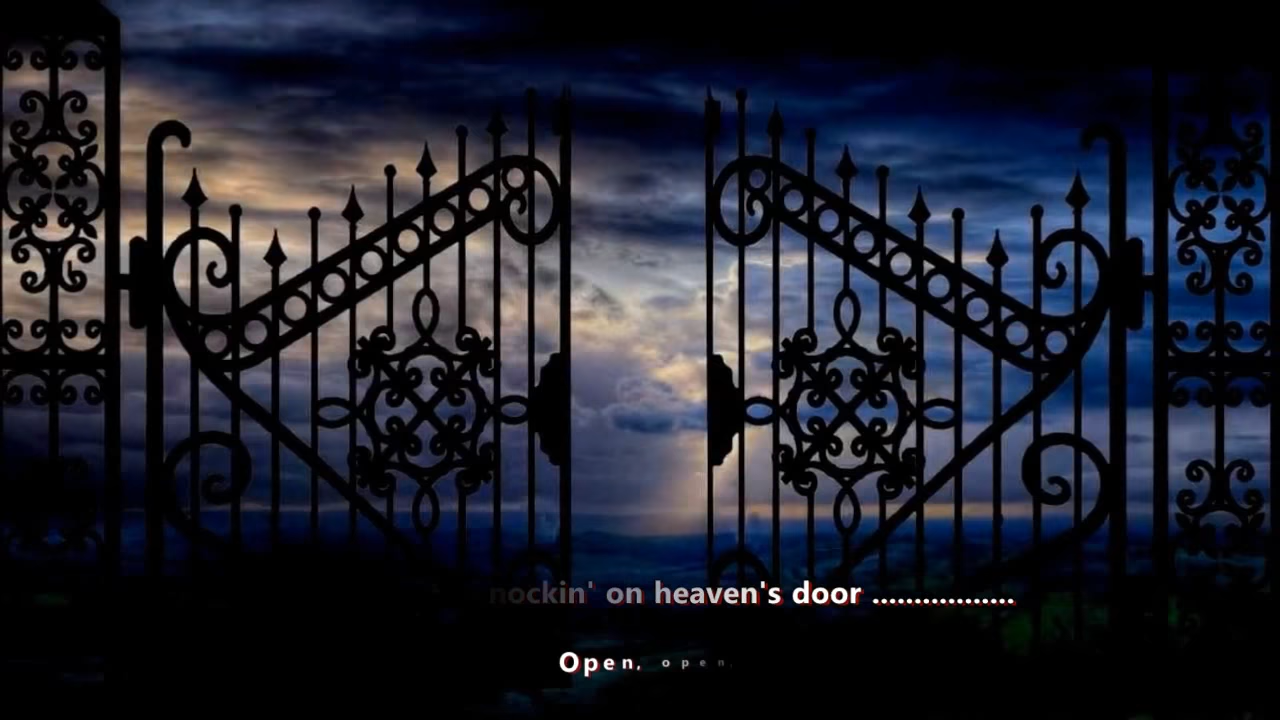 nockin' on heaven's door .................
Open, open.